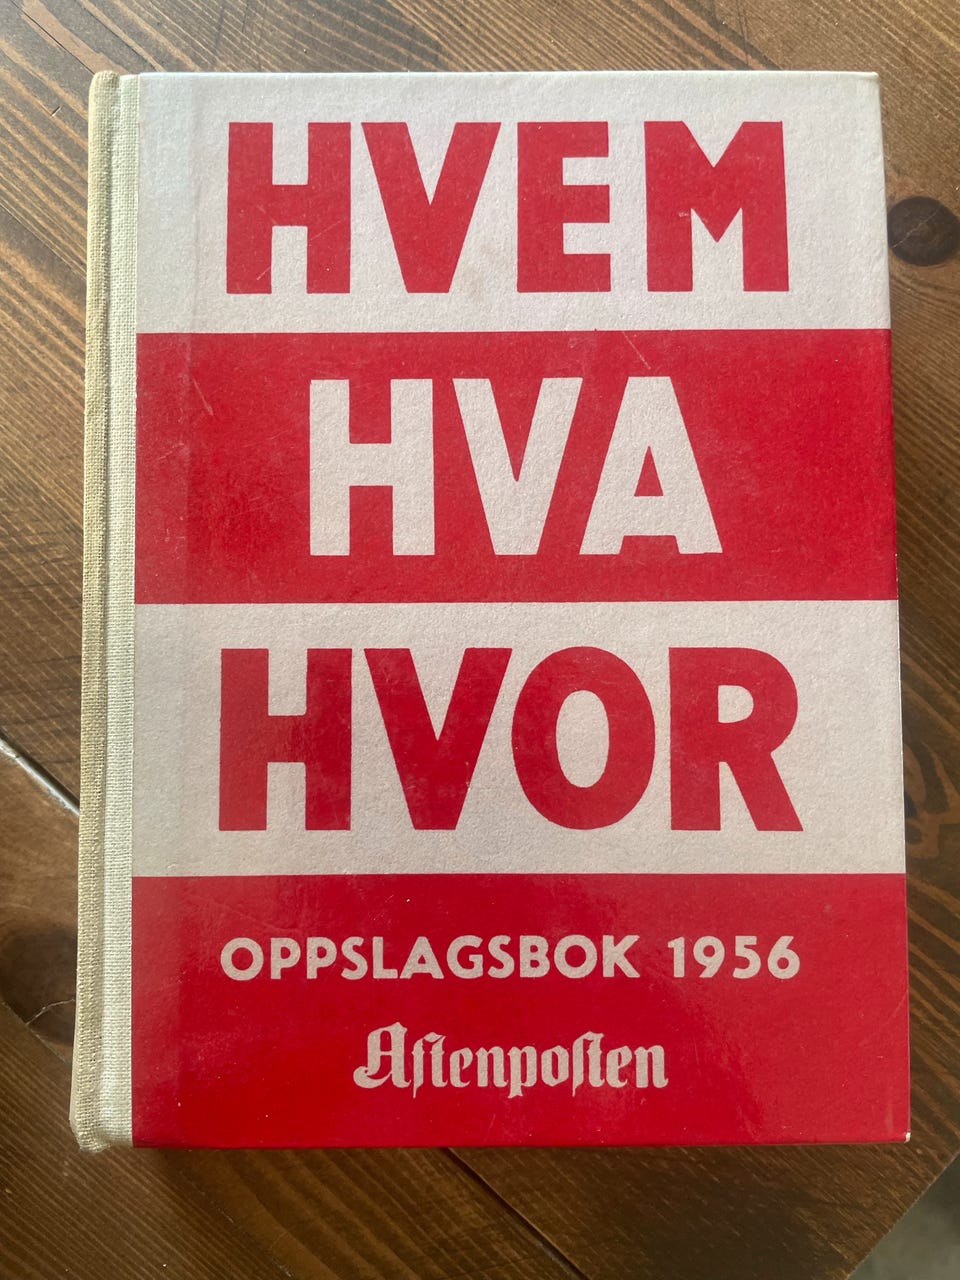 HVEM
HVA
HVOR
OPPSLAGSBOK 1956
Aftenposten